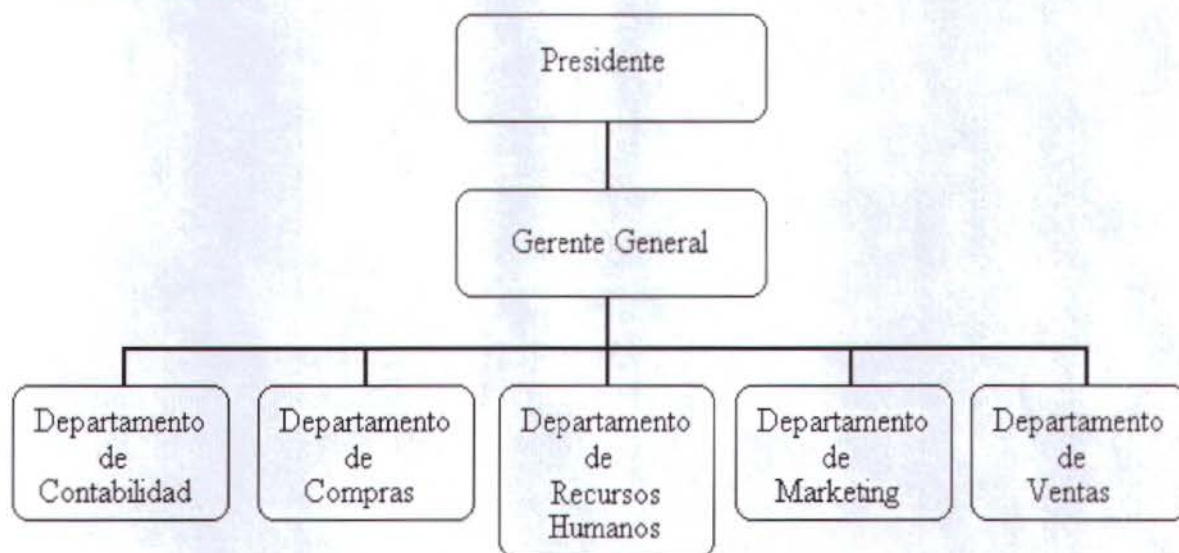 Presidente
Gerente General
Departamento
de
Contabilidad
Departamento
de
Compras
Departamento
de
Recursos
Humanos
Departamento
de
Marketing
Departamento
de
Ventas